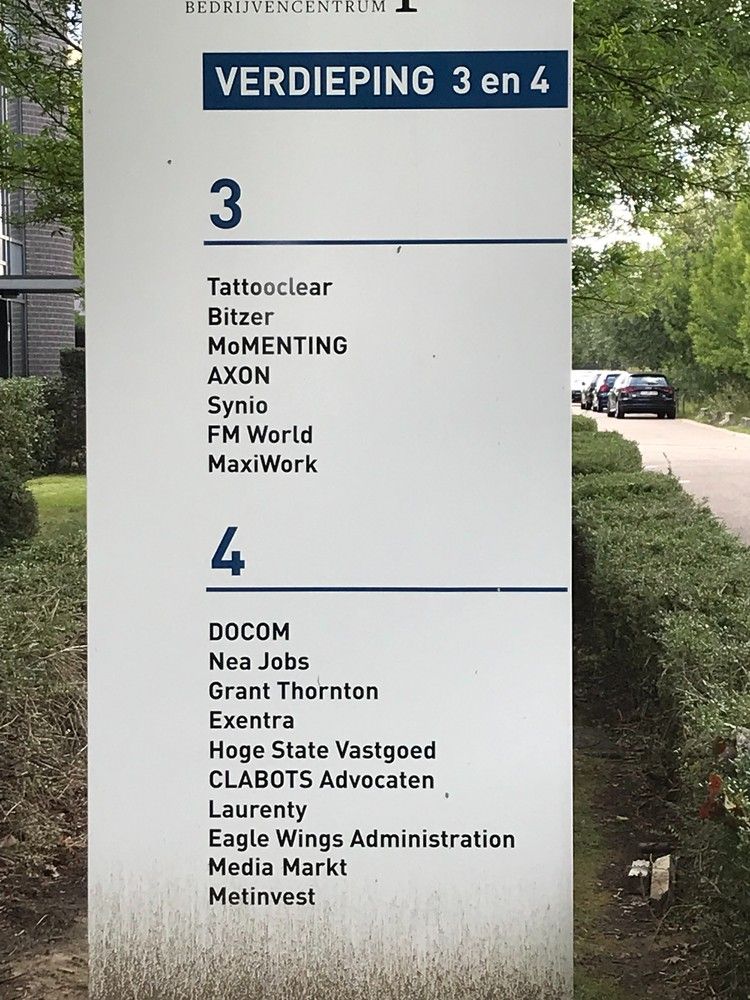 BEDRIJVENCENTRUM
VERDIEPING 3 en 4
3
Tattooclear
Bitzer
MoMENTING
AXON
Synio
FM World
MaxiWork
4
DOCOM
Nea Jobs
Grant Thornton
Exentra
Hoge State Vastgoed
CLABOTS Advocaten
Laurenty
Eagle Wings Administration
Media Markt
Metinvest